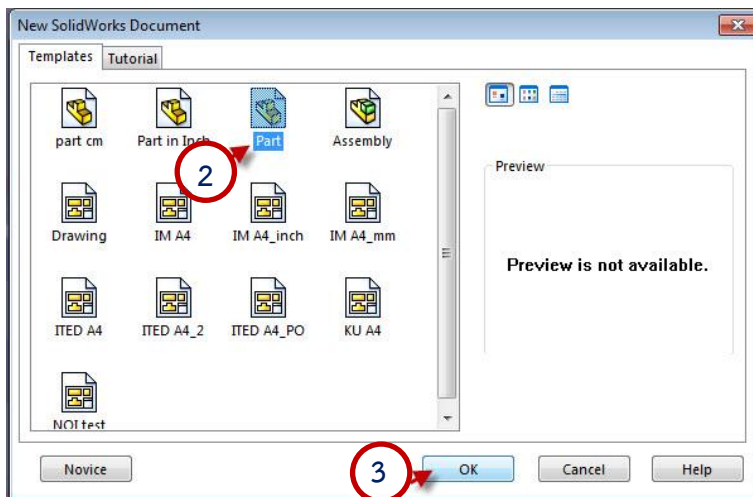 New SolidWorks Document
Templates Tutorial
part cm Part in Inch Part Assembly
2
Preview
Drawing IM A4 IM A4_inch IM A4_mm
Preview is not available.
ITED A4 ITED A4_2 ITED A4_PO KU A4
NOI test
Novice 3 OK Cancel Help